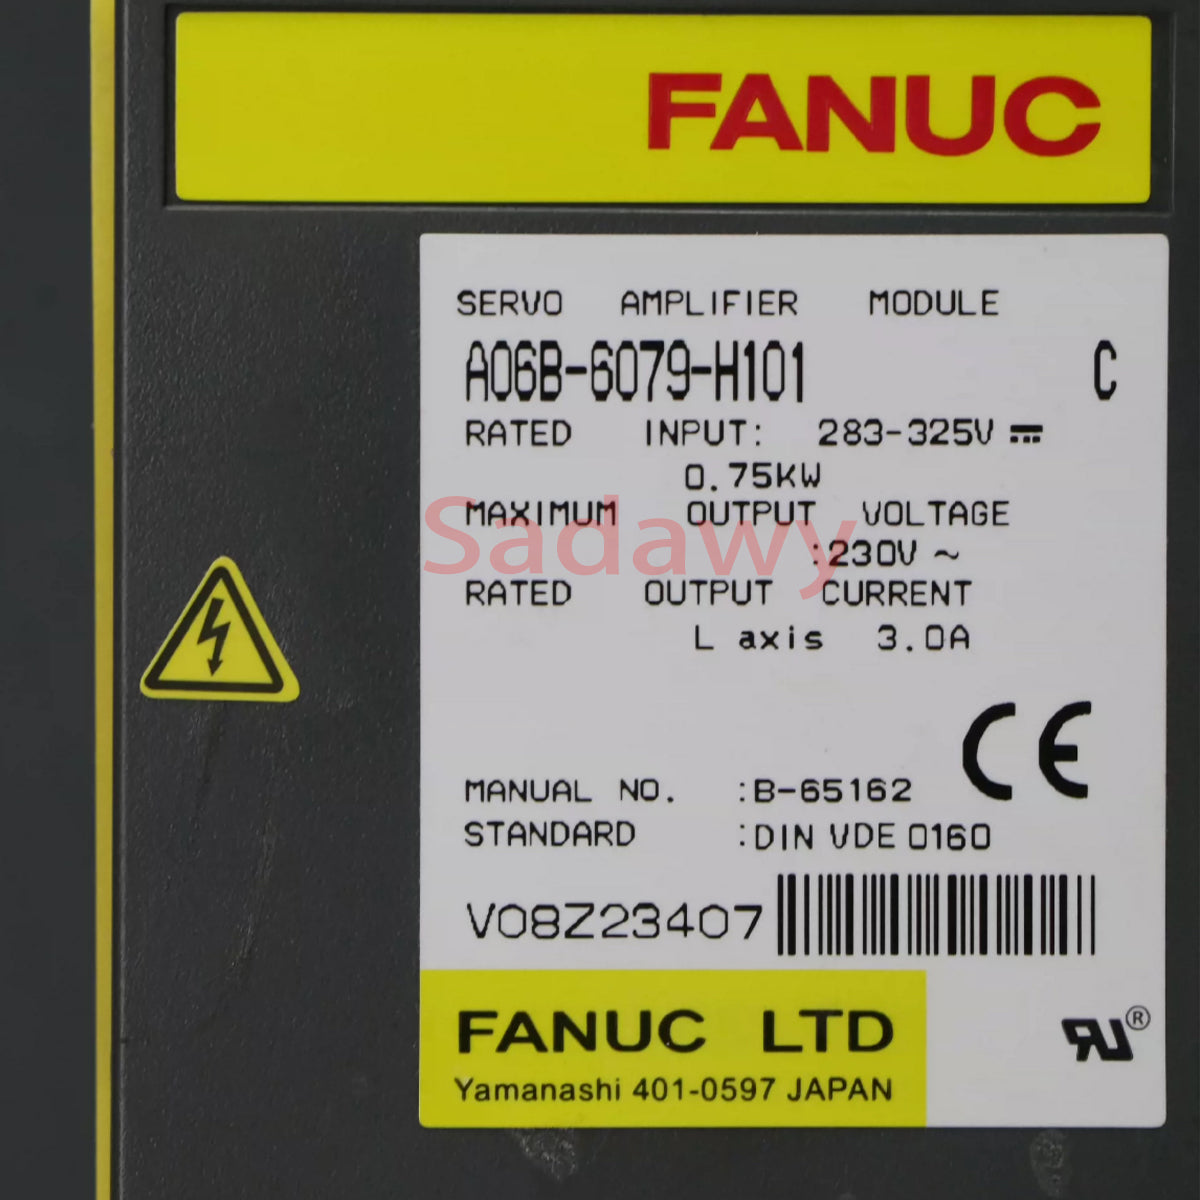 FANUC
SERVO AMPLIFIER MODULE
A06B-6079-H101 C
RATED INPUT: 283-325V ⎓
0.75KW
MAXIMUM OUTPUT VOLTAGE
:230V ~
Sadawy
RATED OUTPUT CURRENT
L axis 3.0A
CE
MANUAL NO. :B-65162
STANDARD :DIN VDE 0160
V08Z23407
FANUC LTD
Yamanashi 401-0597 JAPAN
RU®